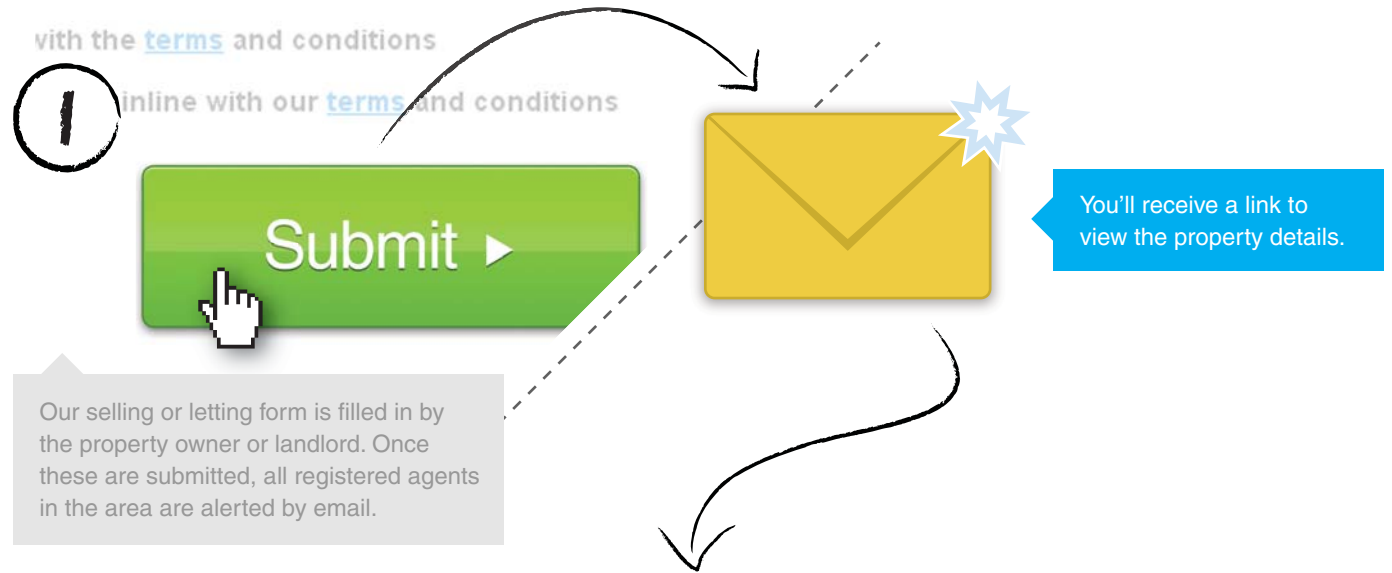 with the terms and conditions
1
inline with our terms and conditions
Submit
You'll receive a link to
view the property details.
Our selling or letting form is filled in by
the property owner or landlord. Once
these are submitted, all registered agents
in the area are alerted by email.